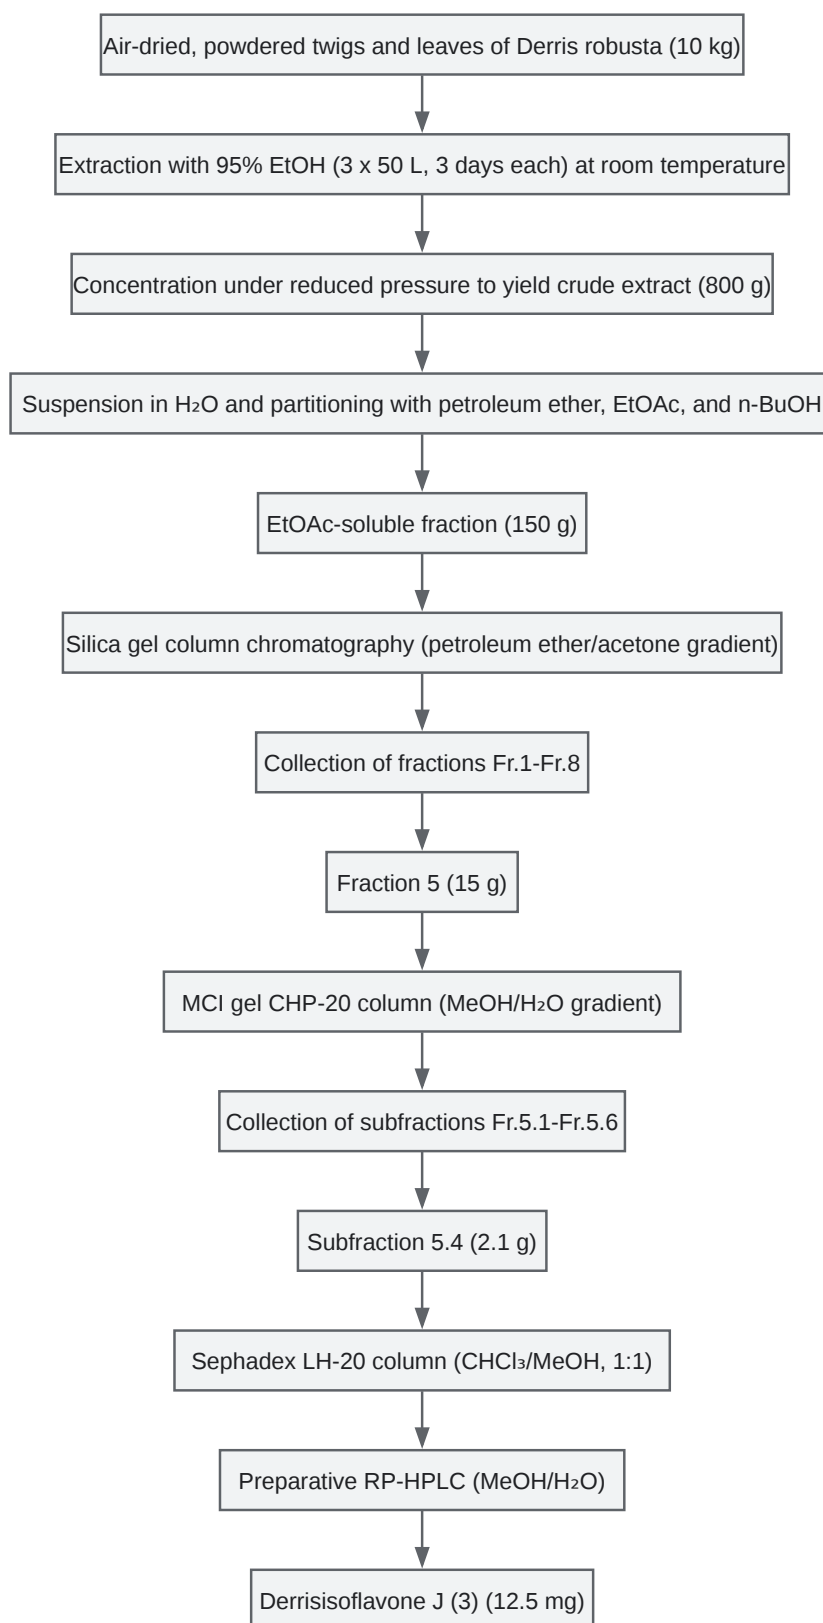 Air-dried, powdered twigs and leaves of Derris robusta (10 kg)
Extraction with 95% EtOH (3 x 50 L, 3 days each) at room temperature
Concentration under reduced pressure to yield crude extract (800 g)
Suspension in H₂O and partitioning with petroleum ether, EtOAc, and n-BuOH
EtOAc-soluble fraction (150 g)
Silica gel column chromatography (petroleum ether/acetone gradient)
Collection of fractions Fr.1-Fr.8
Fraction 5 (15 g)
MCI gel CHP-20 column (MeOH/H₂O gradient)
Collection of subfractions Fr.5.1-Fr.5.6
Subfraction 5.4 (2.1 g)
Sephadex LH-20 column (CHCl₃/MeOH, 1:1)
Preparative RP-HPLC (MeOH/H₂O)
Derrisisoflavone J (3) (12.5 mg)